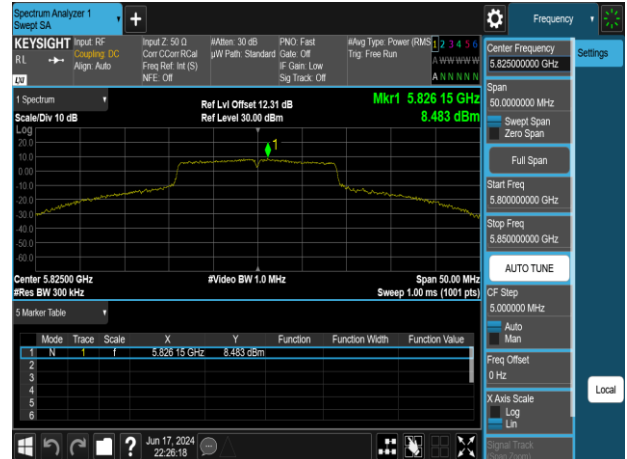 Spectrum Analyzer 1
Swept SA
+
Frequency
KEYSIGHT
RL
LXI
Input: RF
Coupling: DC
Align: Auto
Input Z: 50 Ω
Corr CCorr RCal
Freq Ref: Int (S)
NFE: Off
#Atten: 30 dB
µW Path: Standard
PNO: Fast
Gate: Off
IF Gain: Low
Sig Track: Off
#Avg Type: Power (RMS
Trig: Free Run
1 2 3 4 5 6
A W W W W W
A N N N N N
Settings
Center Frequency
5.825000000 GHz
Span
50.0000000 MHz
Swept Span
Zero Span
Full Span
Start Freq
5.800000000 GHz
Stop Freq
5.850000000 GHz
AUTO TUNE
CF Step
5.000000 MHz
Auto
Man
Freq Offset
0 Hz
X Axis Scale
Log
Lin
Signal Track
(Span Zoom)
Local
1 Spectrum
Scale/Div 10 dB
Ref Lvl Offset 12.31 dB
Ref Level 30.00 dBm
Mkr1 5.826 15 GHz
8.483 dBm
Log
20.0
10.0
0.00
-10.0
-20.0
-30.0
-40.0
-50.0
-60.0
1
Center 5.82500 GHz
#Res BW 300 kHz
#Video BW 1.0 MHz
Span 50.00 MHz
Sweep 1.00 ms (1001 pts)
5 Marker Table
Mode Trace Scale X Y Function Function Width Function Value
1 N 1 f 5.826 15 GHz 8.483 dBm
2
3
4
5
6
?
Jun 17, 2024
22:26:18